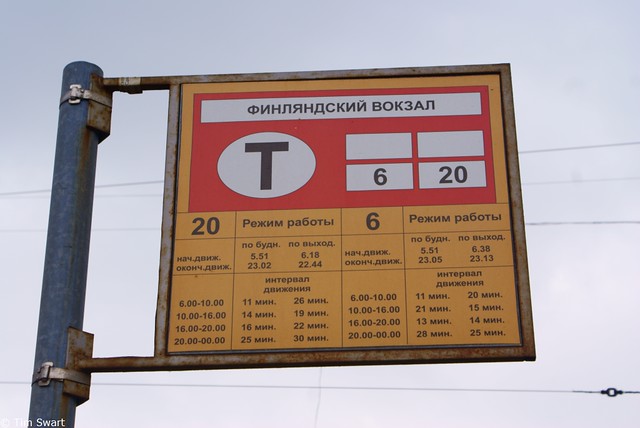 ФИНЛЯНДСКИЙ ВОКЗАЛ
Т
6 20
20 Режим работы 6 Режим работы
по будн. по выход. по будн. по выход.
нач.движ. 5.51 6.18 нач.движ. 5.51 6.38
оконч.движ. 23.02 22.44 оконч.движ. 23.05 23.13
интервал интервал
движения движения
6.00-10.00 11 мин. 26 мин. 6.00-10.00 11 мин. 20 мин.
10.00-16.00 14 мин. 19 мин. 10.00-16.00 21 мин. 15 мин.
16.00-20.00 16 мин. 22 мин. 16.00-20.00 13 мин. 14 мин.
20.00-00.00 25 мин. 30 мин. 20.00-00.00 28 мин. 25 мин.
© Tim Swart